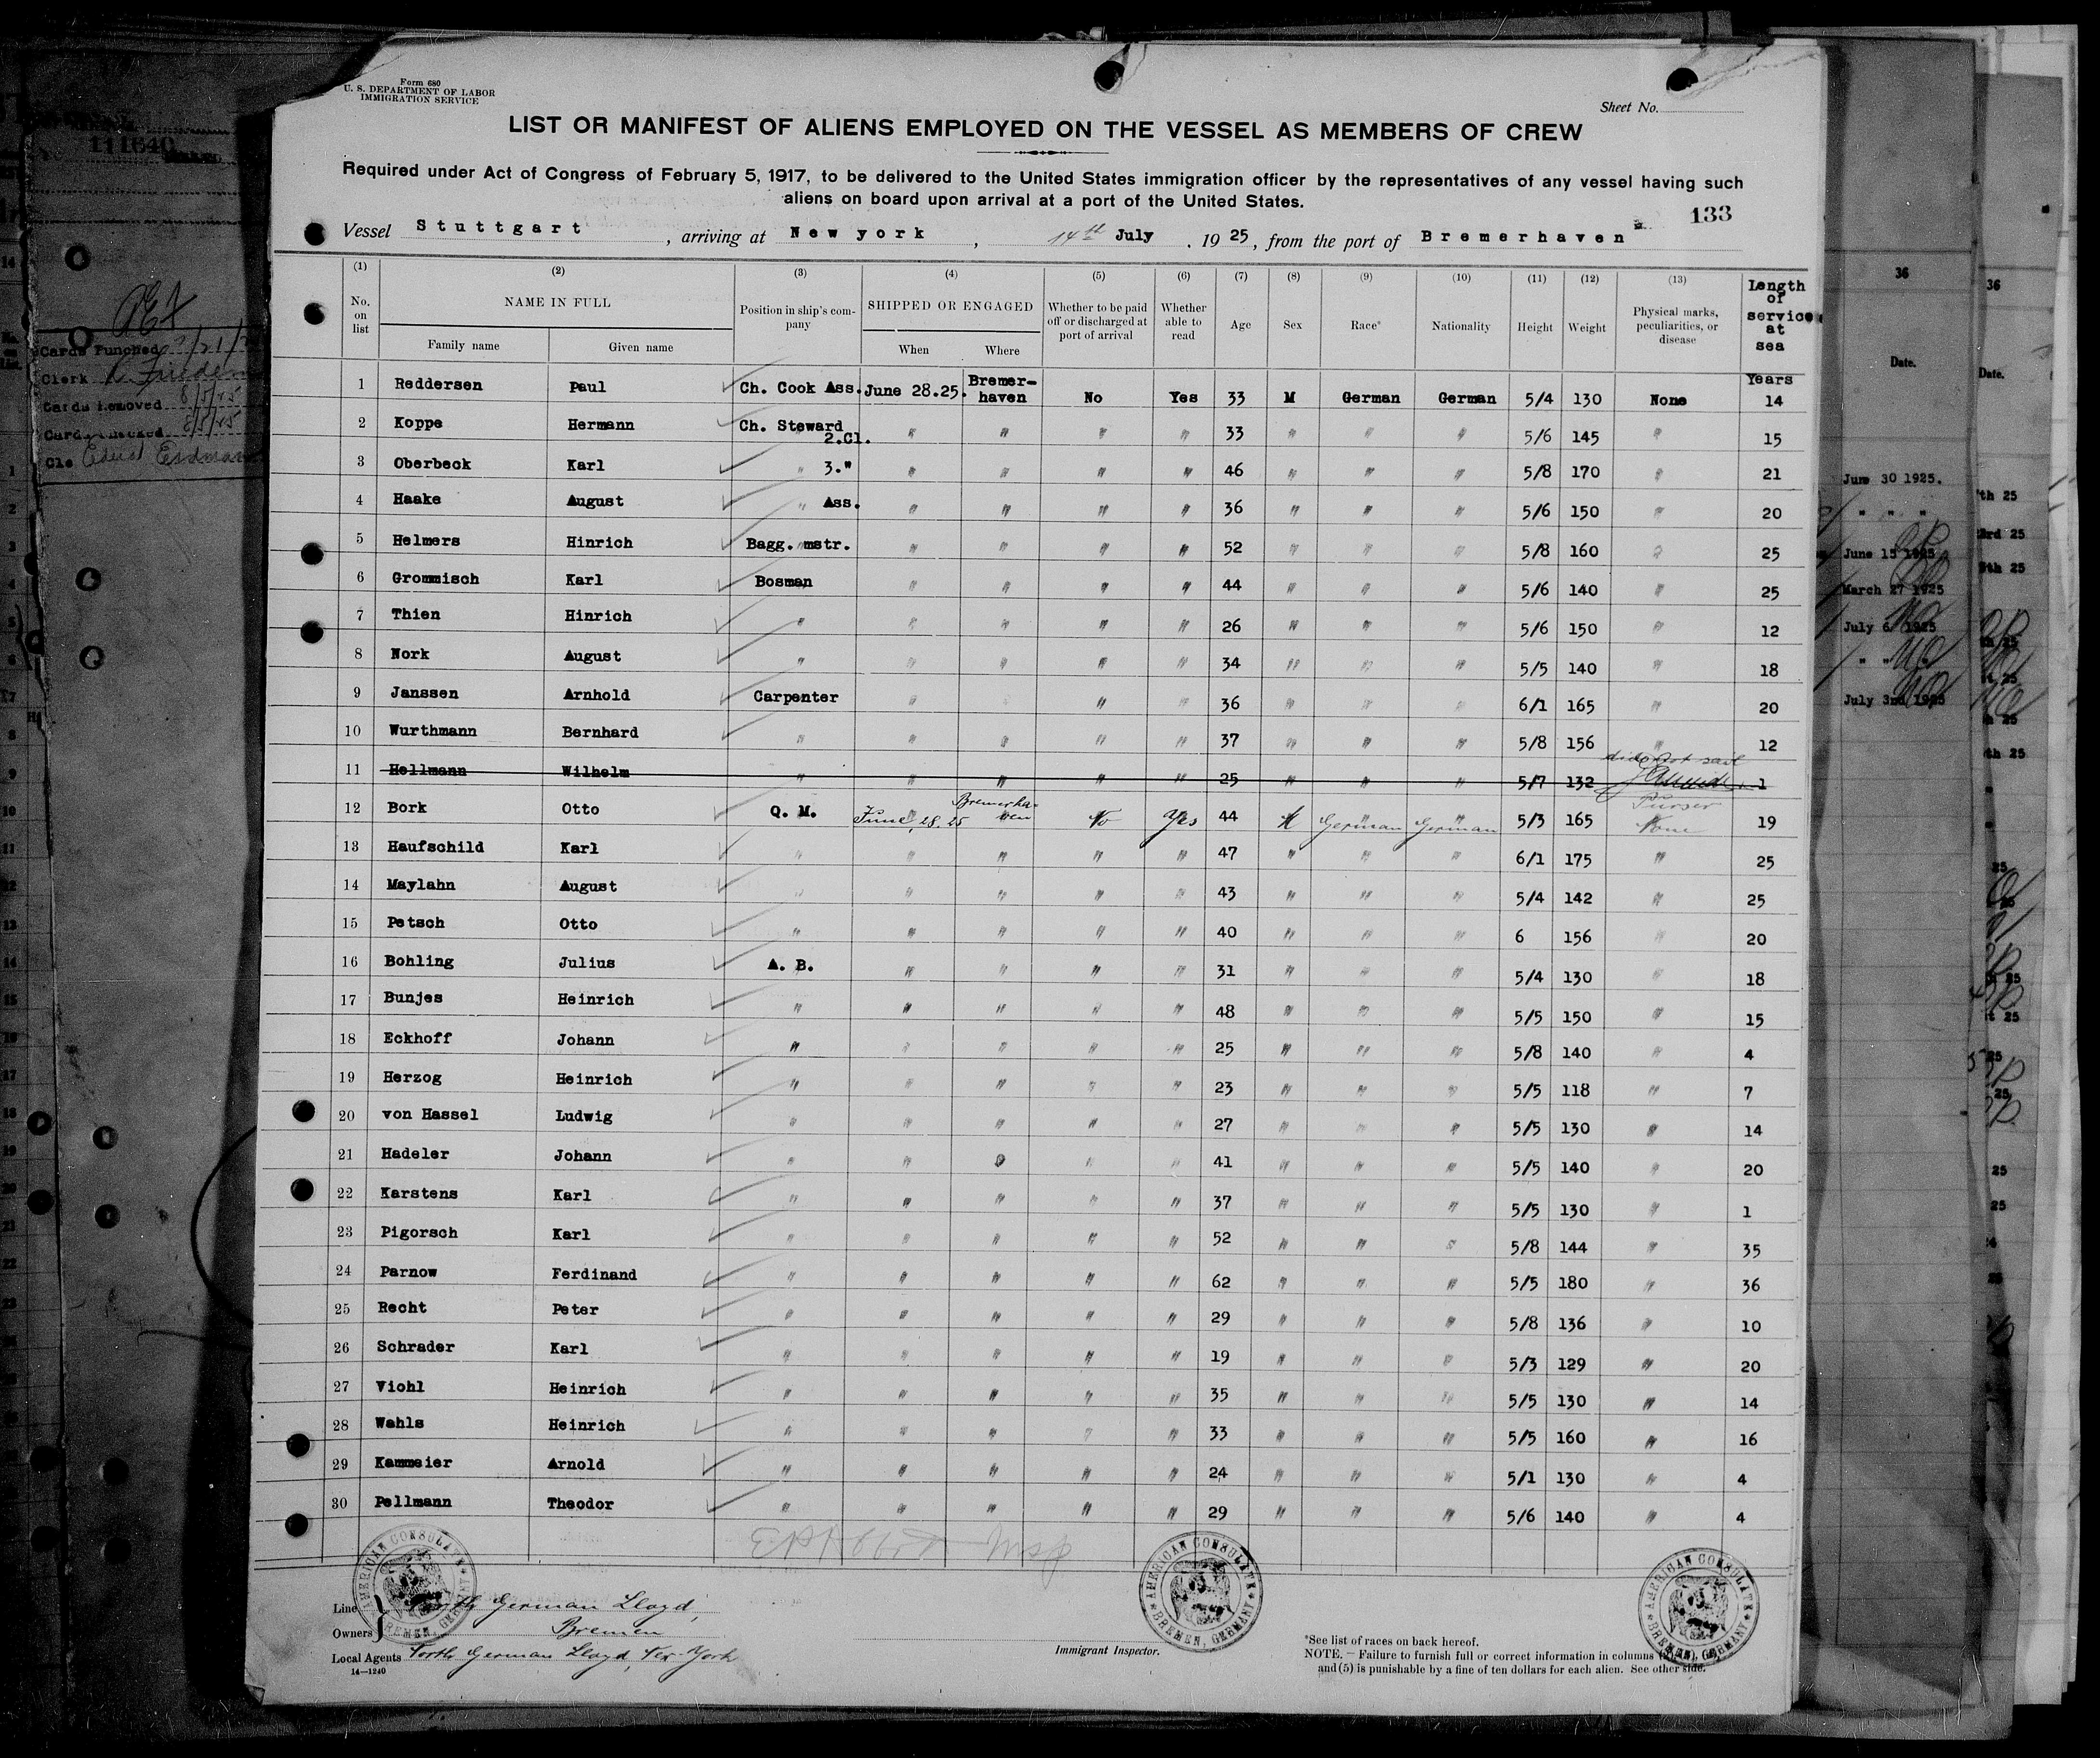 Form 680
U. S. DEPARTMENT OF LABOR
IMMIGRATION SERVICE
Sheet No.
LIST OR MANIFEST OF ALIENS EMPLOYED ON THE VESSEL AS MEMBERS OF CREW
Required under Act of Congress of February 5, 1917, to be delivered to the United States immigration officer by the representatives of any vessel having such
aliens on board upon arrival at a port of the United States.
133
Vessel Stuttgart, arriving at New york, 14th July, 1925, from the port of Bremerhaven
(1) (2) (3) (4) (5) (6) (7) (8) (9) (10) (11) (12) (13)
No. on list NAME IN FULL Position in ship's company SHIPPED OR ENGAGED Whether to be paid off or discharged at port of arrival Whether able to read Age Sex Race* Nationality Height Weight Physical marks, peculiarities, or disease Length of service at sea
Family name Given name When Where
Years
1 Reddersen Paul Ch. Cook Ass. June 28.25. Bremer-haven No Yes 33 M German German 5/4 130 None 14
2 Koppe Hermann Ch. Steward 2.Cl. " " " " 33 " " " 5/6 145 " 15
3 Oberbeck Karl " 3." " " " " 46 " " " 5/8 170 " 21
4 Haake August " Ass. " " " " 36 " " " 5/6 150 " 20
5 Helmers Hinrich Bagg. mstr. " " " " 52 " " " 5/8 160 " 25
6 Grommisch Karl Bosman " " " " 44 " " " 5/6 140 " 25
7 Thien Hinrich " " " " " 26 " " " 5/6 150 " 12
8 Nork August " " " " " 34 " " " 5/5 140 " 18
9 Janssen Arnhold Carpenter " " " " 36 " " " 6/1 165 " 20
10 Wurthmann Bernhard " " " " " 37 " " " 5/8 156 " 12
did not sail
11 Hellmann Wilhelm " " " " " 25 " " " 5/7 132 1
Purser
12 Bork Otto Q. M. June 28.25 Bremerhaven No Yes 44 M German German 5/3 165 None 19
13 Haufschild Karl " " " " " 47 " " " 6/1 175 " 25
14 Maylahn August " " " " " 43 " " " 5/4 142 " 25
15 Petsch Otto " " " " " 40 " " " 6 156 " 20
16 Bohling Julius A. B. " " " " 31 " " " 5/4 130 " 18
17 Bunjes Heinrich " " " " " 48 " " " 5/5 150 " 15
18 Eckhoff Johann " " " " " 25 " " " 5/8 140 " 4
19 Herzog Heinrich " " " " " 23 " " " 5/5 118 " 7
20 von Hassel Ludwig " " " " " 27 " " " 5/5 130 " 14
21 Hadeler Johann " " " " " 41 " " " 5/5 140 " 20
22 Karstens Karl " " " " " 37 " " " 5/5 130 " 1
23 Pigorsch Karl " " " " " 52 " " " 5/8 144 " 35
24 Parnow Ferdinand " " " " " 62 " " " 5/5 180 " 36
25 Recht Peter " " " " " 29 " " " 5/8 136 " 10
26 Schrader Karl " " " " " 19 " " " 5/3 129 " 20
27 Viohl Heinrich " " " " " 35 " " " 5/5 130 " 14
28 Wahls Heinrich " " " " " 33 " " " 5/5 160 " 16
29 Kammeier Arnold " " " " " 24 " " " 5/1 130 " 4
30 Pellmann Theodor " " " " " 29 " " " 5/6 140 " 4
AMERICAN CONSULATE BREMEN, GERMANY
AMERICAN CONSULATE BREMEN, GERMANY
AMERICAN CONSULATE BREMEN, GERMANY
Line North German Lloyd,
Owners Bremen
Local Agents North German Lloyd,
14—1240
Immigrant Inspector.
*See list of races on back hereof.
NOTE. — Failure to furnish full or correct information in columns
and (5) is punishable by a fine of ten dollars for each alien. See other side.
111640
Cards Punched
Clerk
Cards Removed
Cards Checked
36
Date.
June 30 1925.
" " "
June 15 1925
March 27 1925
July 6 1925
" " "
July 3rd 1925
36
Date.